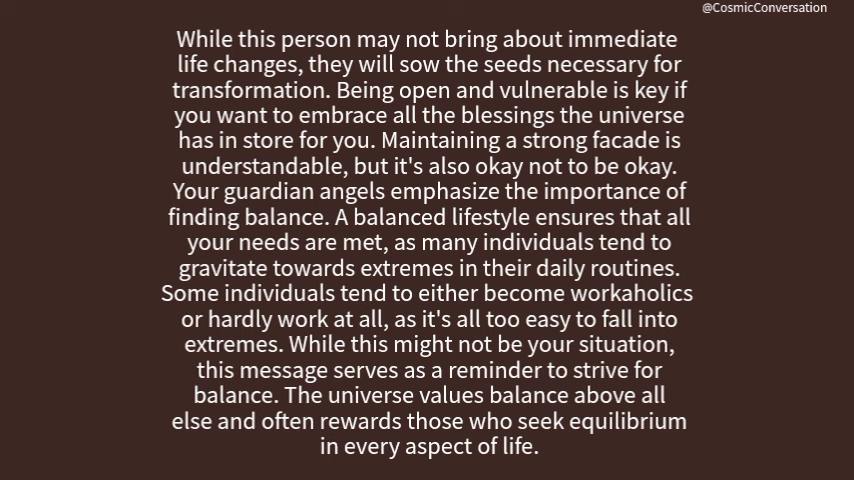 @CosmicConversation
While this person may not bring about immediate
life changes, they will sow the seeds necessary for
transformation. Being open and vulnerable is key if
you want to embrace all the blessings the universe
has in store for you. Maintaining a strong facade is
understandable, but it's also okay not to be okay.
Your guardian angels emphasize the importance of
finding balance. A balanced lifestyle ensures that all
your needs are met, as many individuals tend to
gravitate towards extremes in their daily routines.
Some individuals tend to either become workaholics
or hardly work at all, as it's all too easy to fall into
extremes. While this might not be your situation,
this message serves as a reminder to strive for
balance. The universe values balance above all
else and often rewards those who seek equilibrium
in every aspect of life.